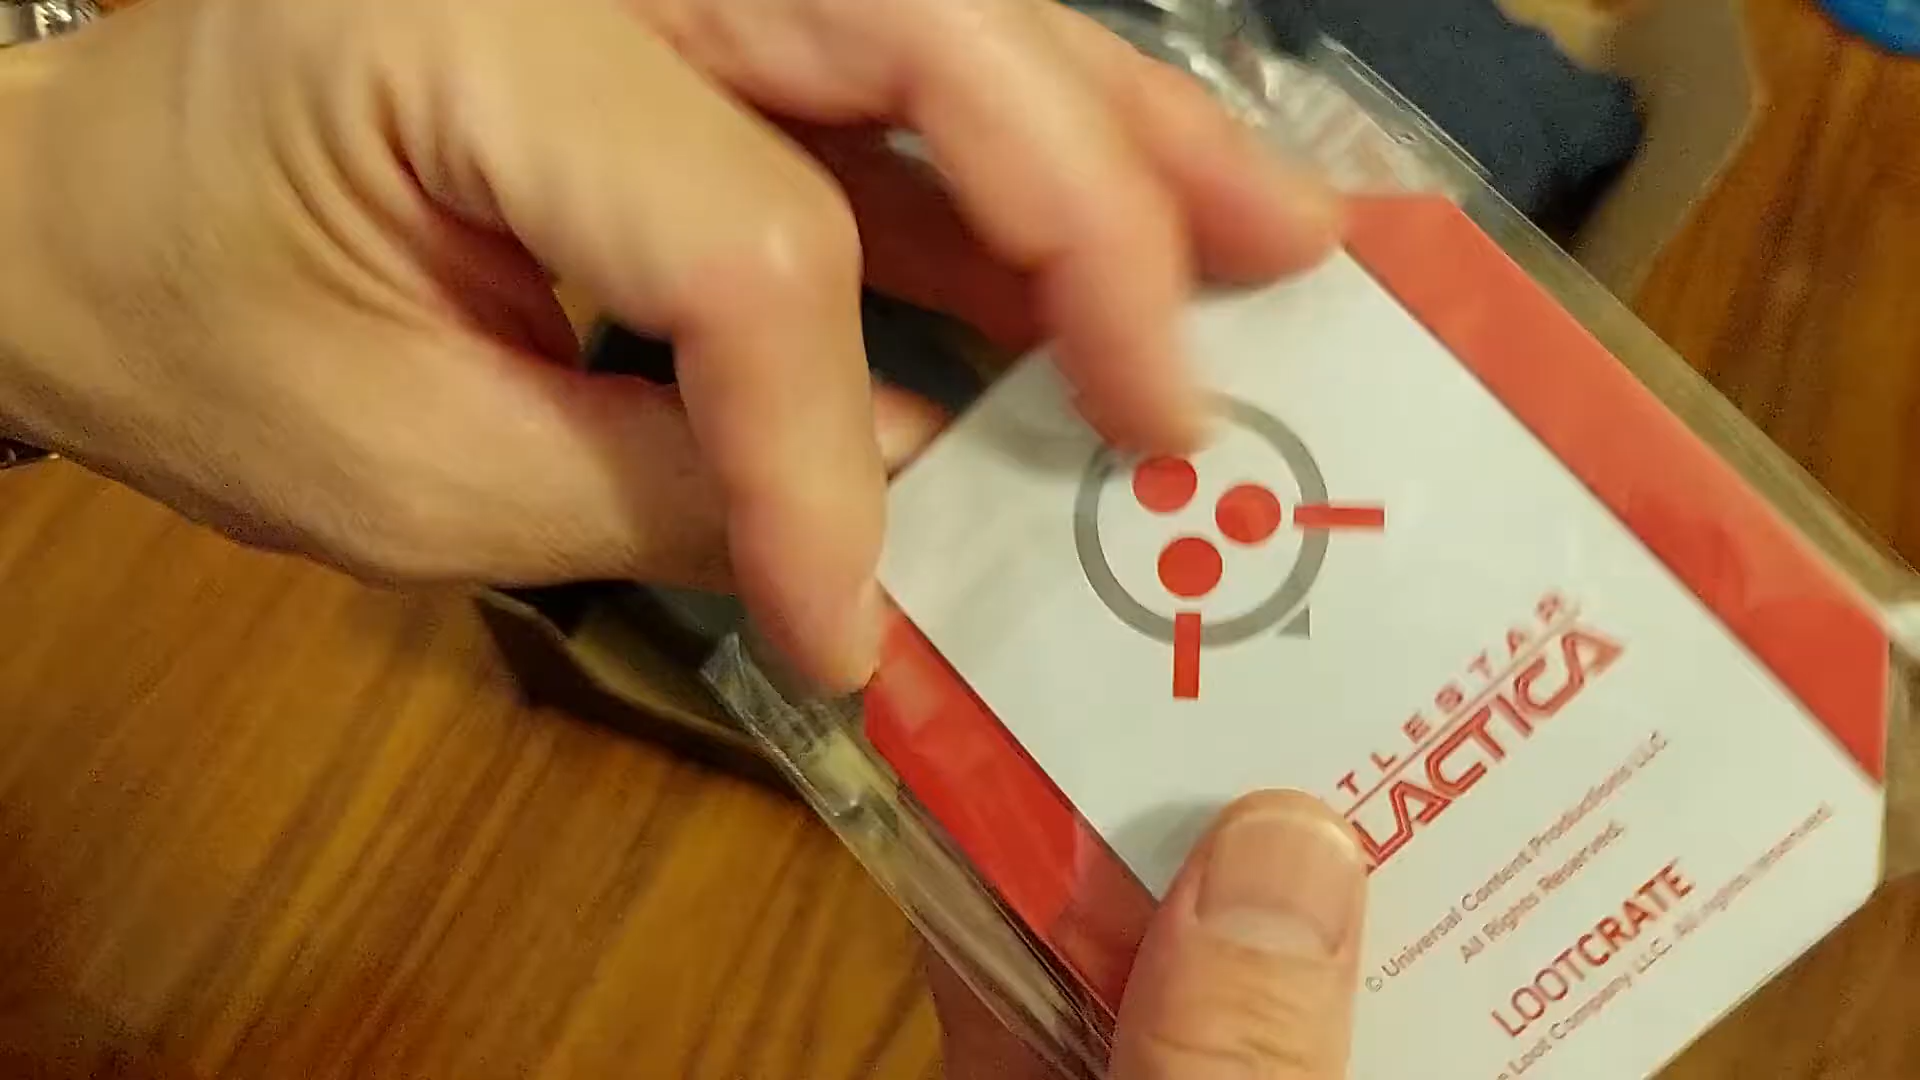 TLESTAR
LACTICA
© Universal Content Productions LLC
All Rights Reserved.
LOOTCRATE
Loot Company LLC. All rights reserved.